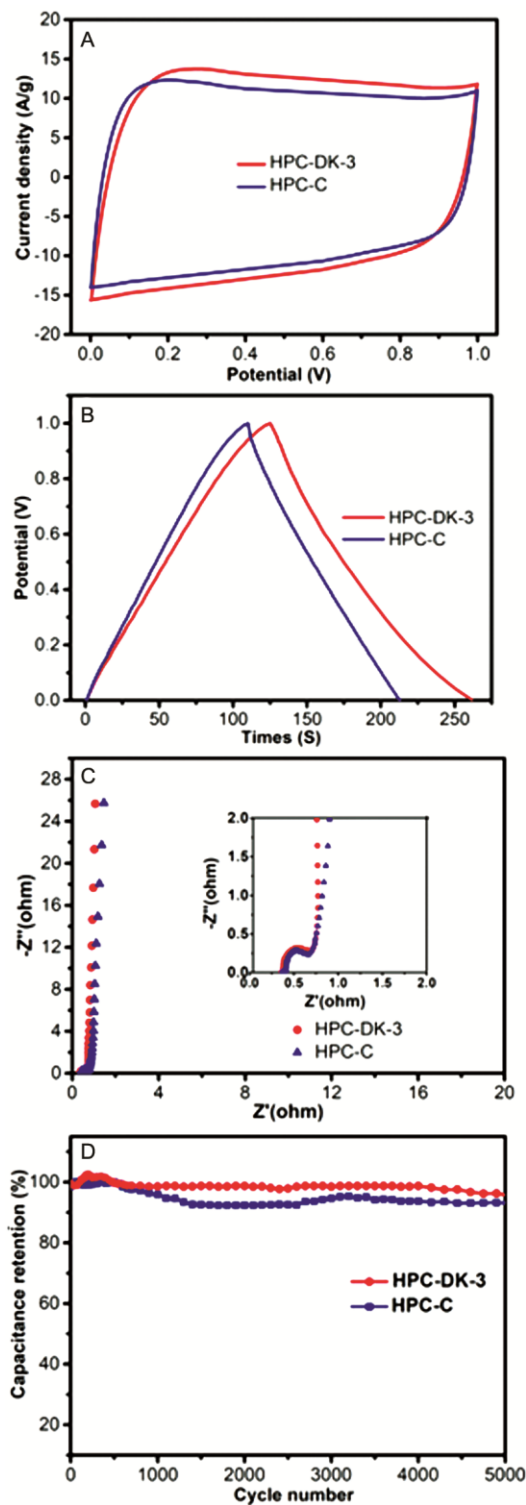 A
20
15
10
5
0
-5
-10
-15
-20
Current density (A/g)
HPC-DK-3
HPC-C
0.0 0.2 0.4 0.6 0.8 1.0
Potential (V)
B
1.0
0.8
0.6
0.4
0.2
0.0
Potential (V)
HPC-DK-3
HPC-C
0 50 100 150 200 250
Times (S)
C
28
24
20
16
12
8
4
0
-Z''(ohm)
2.0
1.5
1.0
0.5
0.0
-Z''(ohm)
0.0 0.5 1.0 1.5 2.0
Z'(ohm)
HPC-DK-3
HPC-C
0 4 8 12 16 20
Z'(ohm)
D
100
80
60
40
20
Capacitance retention (%)
HPC-DK-3
HPC-C
0 1000 2000 3000 4000 5000
Cycle number